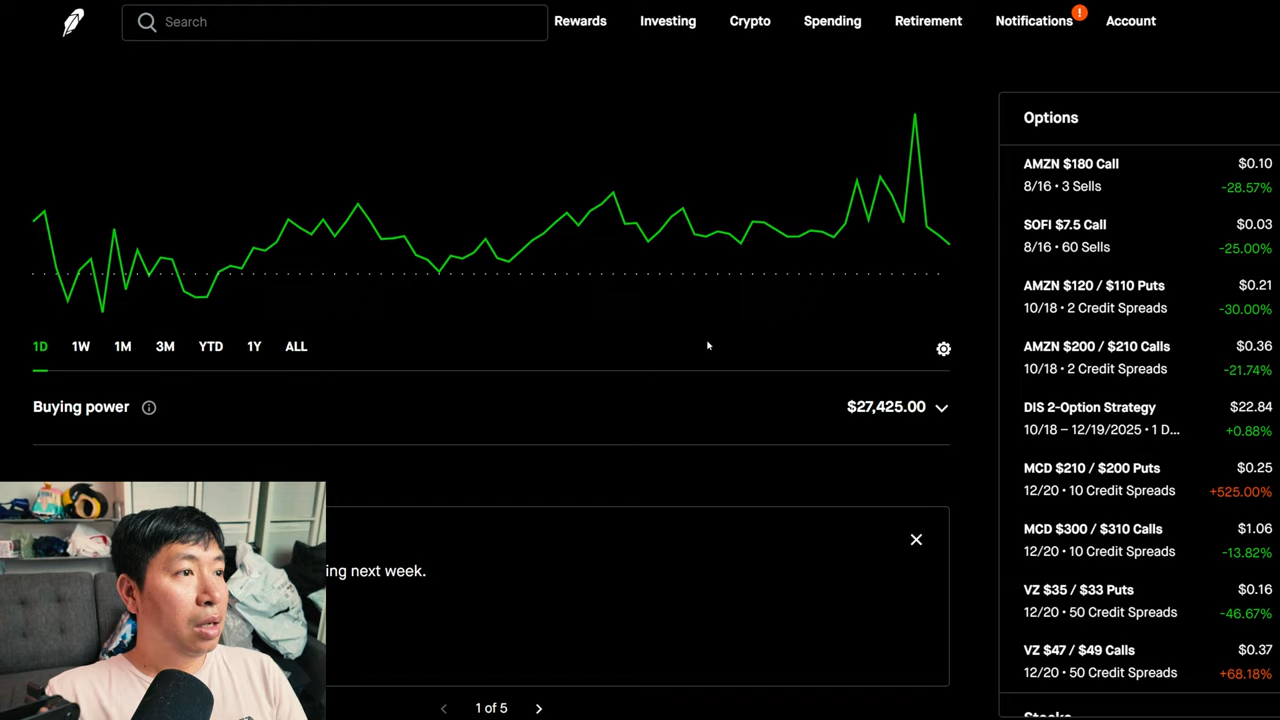 Search
Rewards
Investing
Crypto
Spending
Retirement
Notifications
!
Account
1D
1W
1M
3M
YTD
1Y
ALL
Buying power
$27,425.00
ing next week.
1 of 5
Options
AMZN $180 Call
$0.10
8/16 • 3 Sells
-28.57%
SOFI $7.5 Call
$0.03
8/16 • 60 Sells
-25.00%
AMZN $120 / $110 Puts
$0.21
10/18 • 2 Credit Spreads
-30.00%
AMZN $200 / $210 Calls
$0.36
10/18 • 2 Credit Spreads
-21.74%
DIS 2-Option Strategy
$22.84
10/18 – 12/19/2025 • 1 D...
+0.88%
MCD $210 / $200 Puts
$0.25
12/20 • 10 Credit Spreads
+525.00%
MCD $300 / $310 Calls
$1.06
12/20 • 10 Credit Spreads
-13.82%
VZ $35 / $33 Puts
$0.16
12/20 • 50 Credit Spreads
-46.67%
VZ $47 / $49 Calls
$0.37
12/20 • 50 Credit Spreads
+68.18%